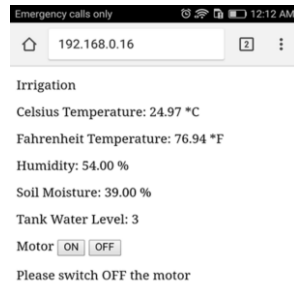 Emergency calls only 12:12 AM
192.168.0.16 2
Irrigation
Celsius Temperature: 24.97 *C
Fahrenheit Temperature: 76.94 *F
Humidity: 54.00 %
Soil Moisture: 39.00 %
Tank Water Level: 3
Motor ON OFF
Please switch OFF the motor